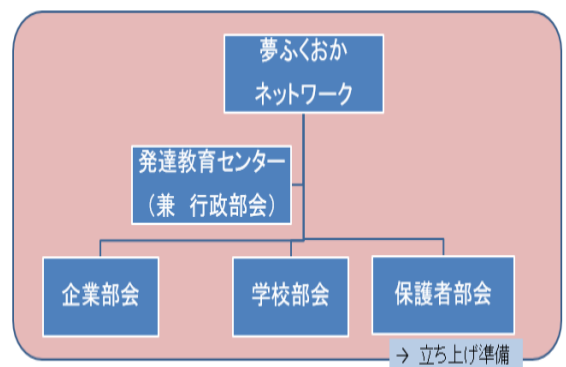 夢ふくおか
ネットワーク
発達教育センター
（兼　行政部会）
企業部会
学校部会
保護者部会
→ 立ち上げ準備